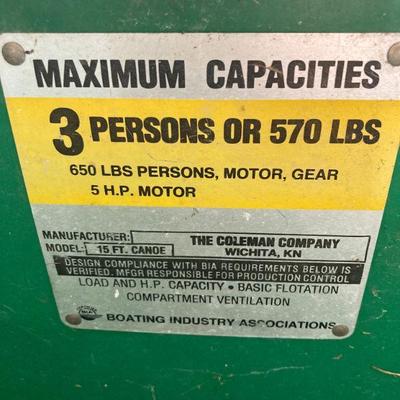 MAXIMUM CAPACITIES
3 PERSONS OR 570 LBS
650 LBS PERSONS, MOTOR, GEAR
5 H.P. MOTOR
MANUFACTURER: THE COLEMAN COMPANY
MODEL: 15 FT. CANOE WICHITA, KN
DESIGN COMPLIANCE WITH BIA REQUIREMENTS BELOW IS
VERIFIED. MFGR RESPONSIBLE FOR PRODUCTION CONTROL
LOAD AND H.P. CAPACITY • BASIC FLOTATION
COMPARTMENT VENTILATION
BOATING INDUSTRY ASSOCIATIONS